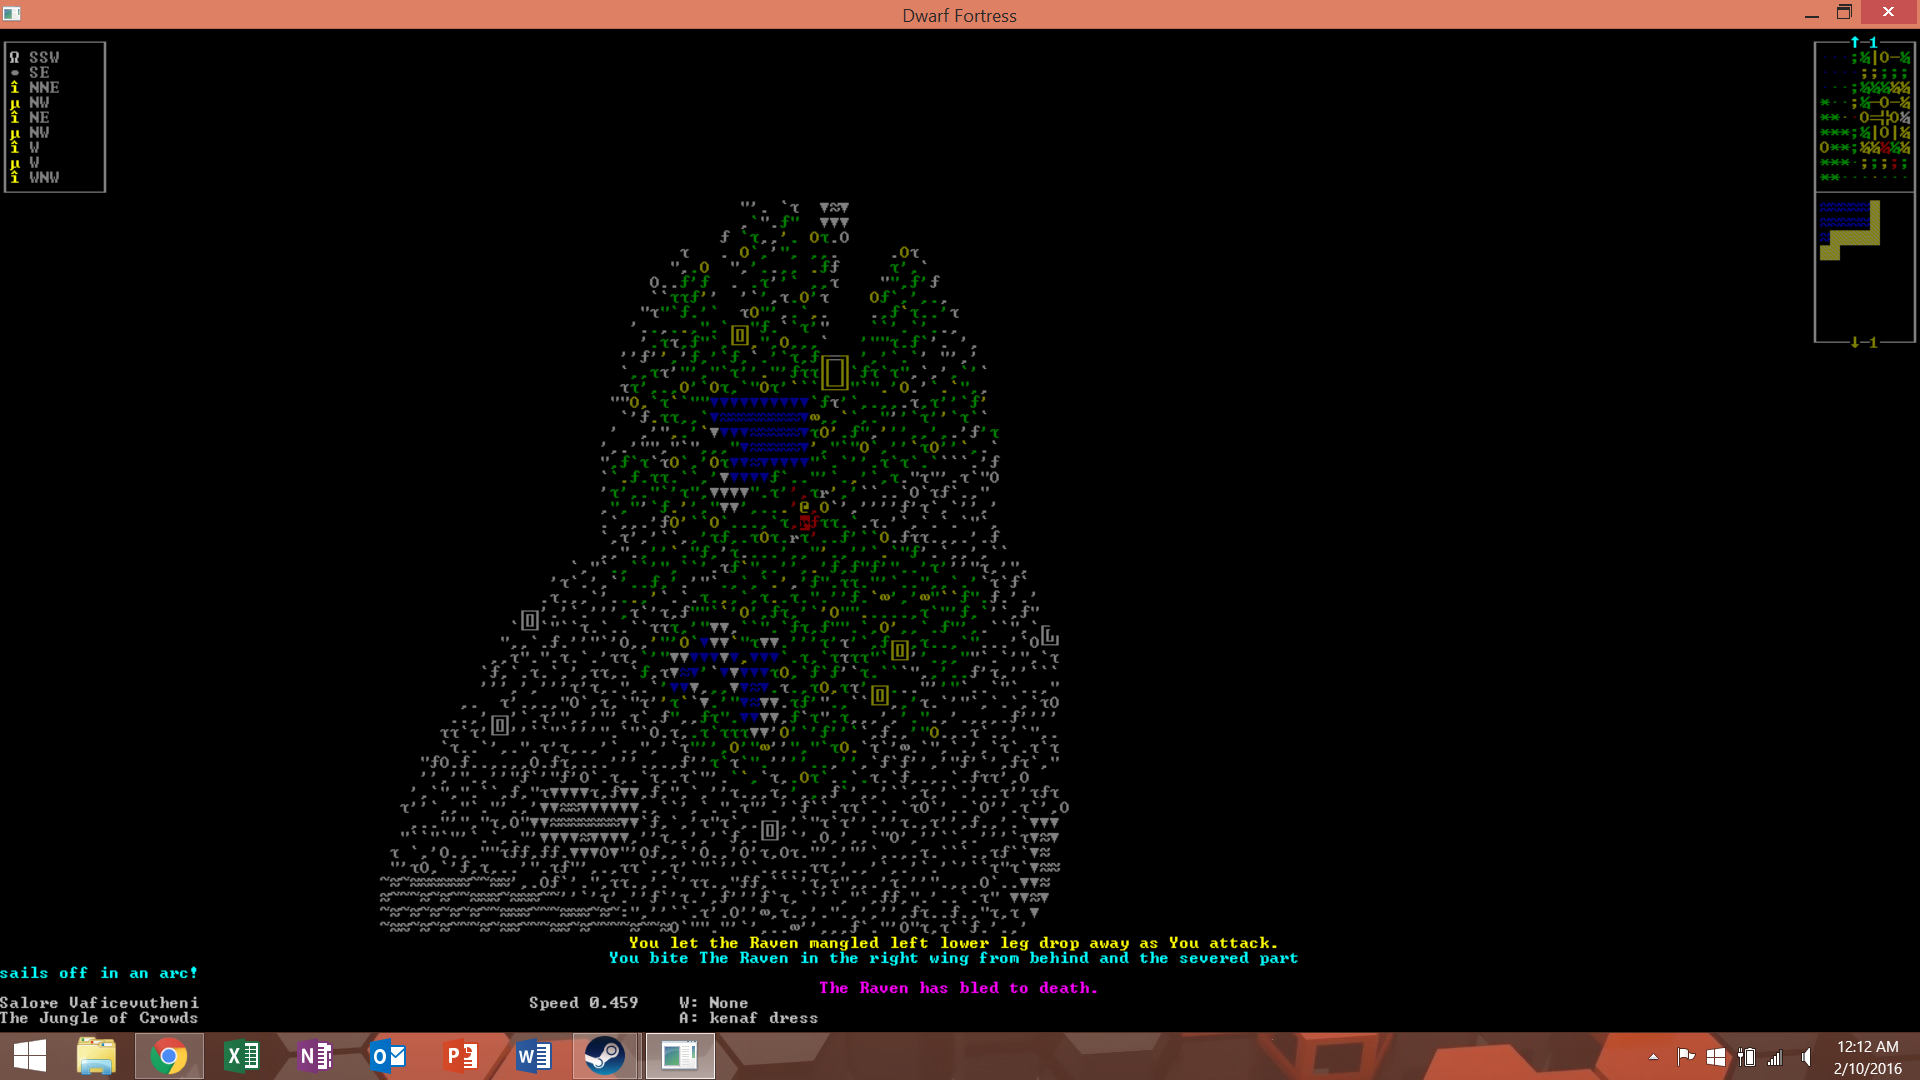 Dwarf Fortress
Ω SSW
• SE
î NNE
µ NW
î NE
µ NW
î W
µ W
î WNW
↑ 1
↓ 1
You let the Raven mangled left lower leg drop away as You attack.
You bite The Raven in the right wing from behind and the severed part
sails off in an arc!
The Raven has bled to death.
Salore Vaficevutheni
Speed 0.459
W: None
The Jungle of Crowds
A: kenaf dress
12:12 AM
2/10/2016